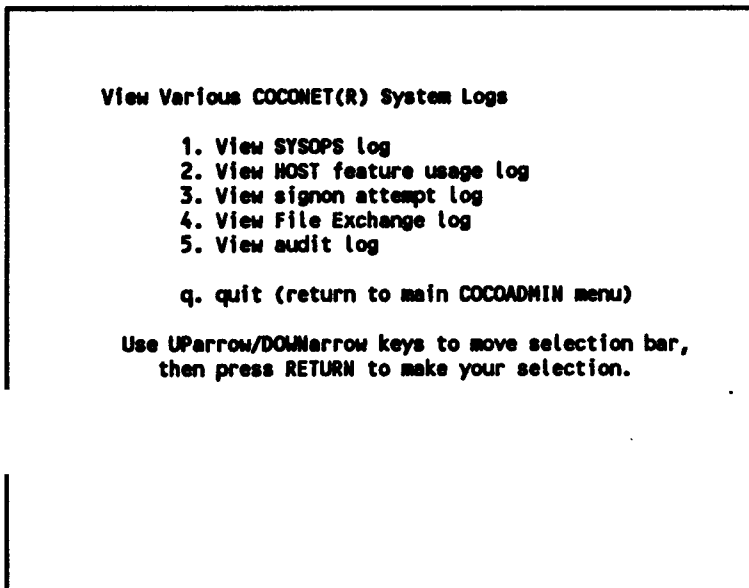 View Various COCONET(R) System Logs
1. View SYSOPS log
2. View HOST feature usage log
3. View signon attempt log
4. View File Exchange log
5. View audit log
q. quit (return to main COCOADMIN menu)
Use UParrow/DOWNarrow keys to move selection bar,
then press RETURN to make your selection.